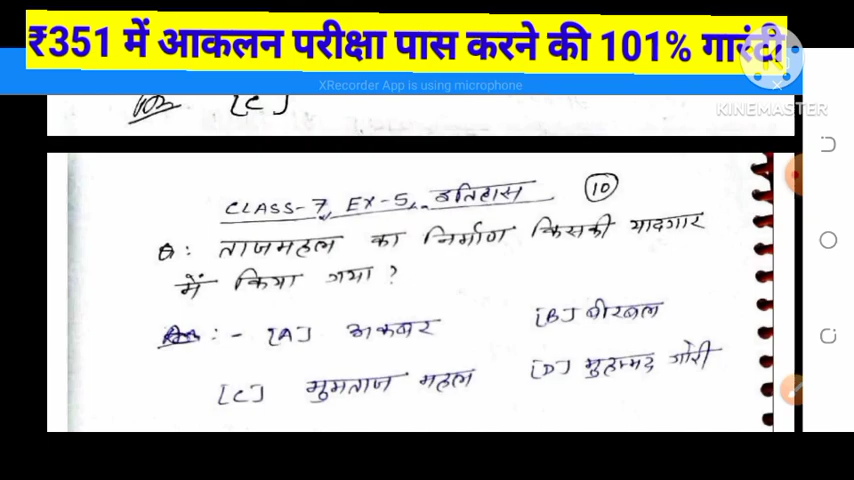 ₹351 में आकलन परीक्षा पास करने की 101% गारंटी
XRecorder App is using microphone
KINEMASTER
[C]
CLASS-7, EX-5, इतिहास 10
Q: ताजमहल का निर्माण किसकी यादगार
में किया गया ?
:- [A] अकबर [B] बीरबल
[C] मुमताज महल [D] मुहम्मद गोरी